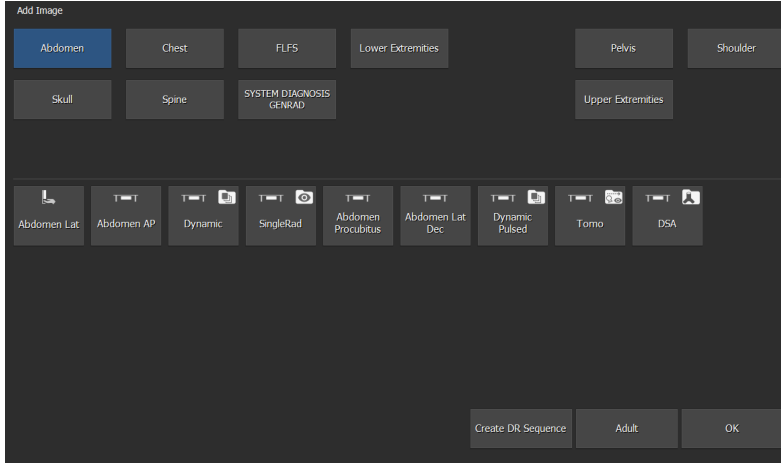 Add Image
Abdomen
Chest
FLFS
Lower Extremities
Pelvis
Shoulder
Skull
Spine
SYSTEM DIAGNOSIS
GENRAD
Upper Extremities
Abdomen Lat
Abdomen AP
Dynamic
SingleRad
Abdomen
Procubitus
Abdomen Lat
Dec
Dynamic
Pulsed
Tomo
DSA
Create DR Sequence
Adult
OK